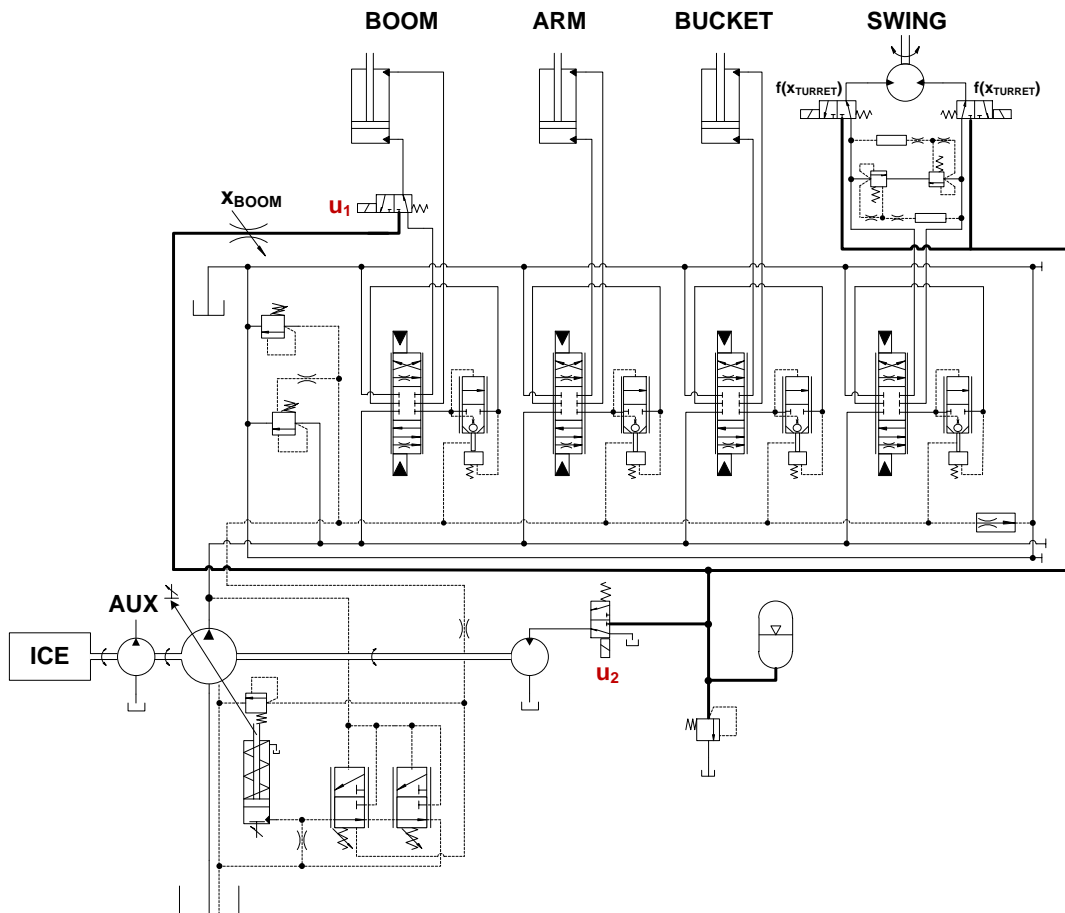 BOOM ARM BUCKET SWING
f(xTURRET) f(xTURRET)
xBOOM
u1
AUX
ICE
u2